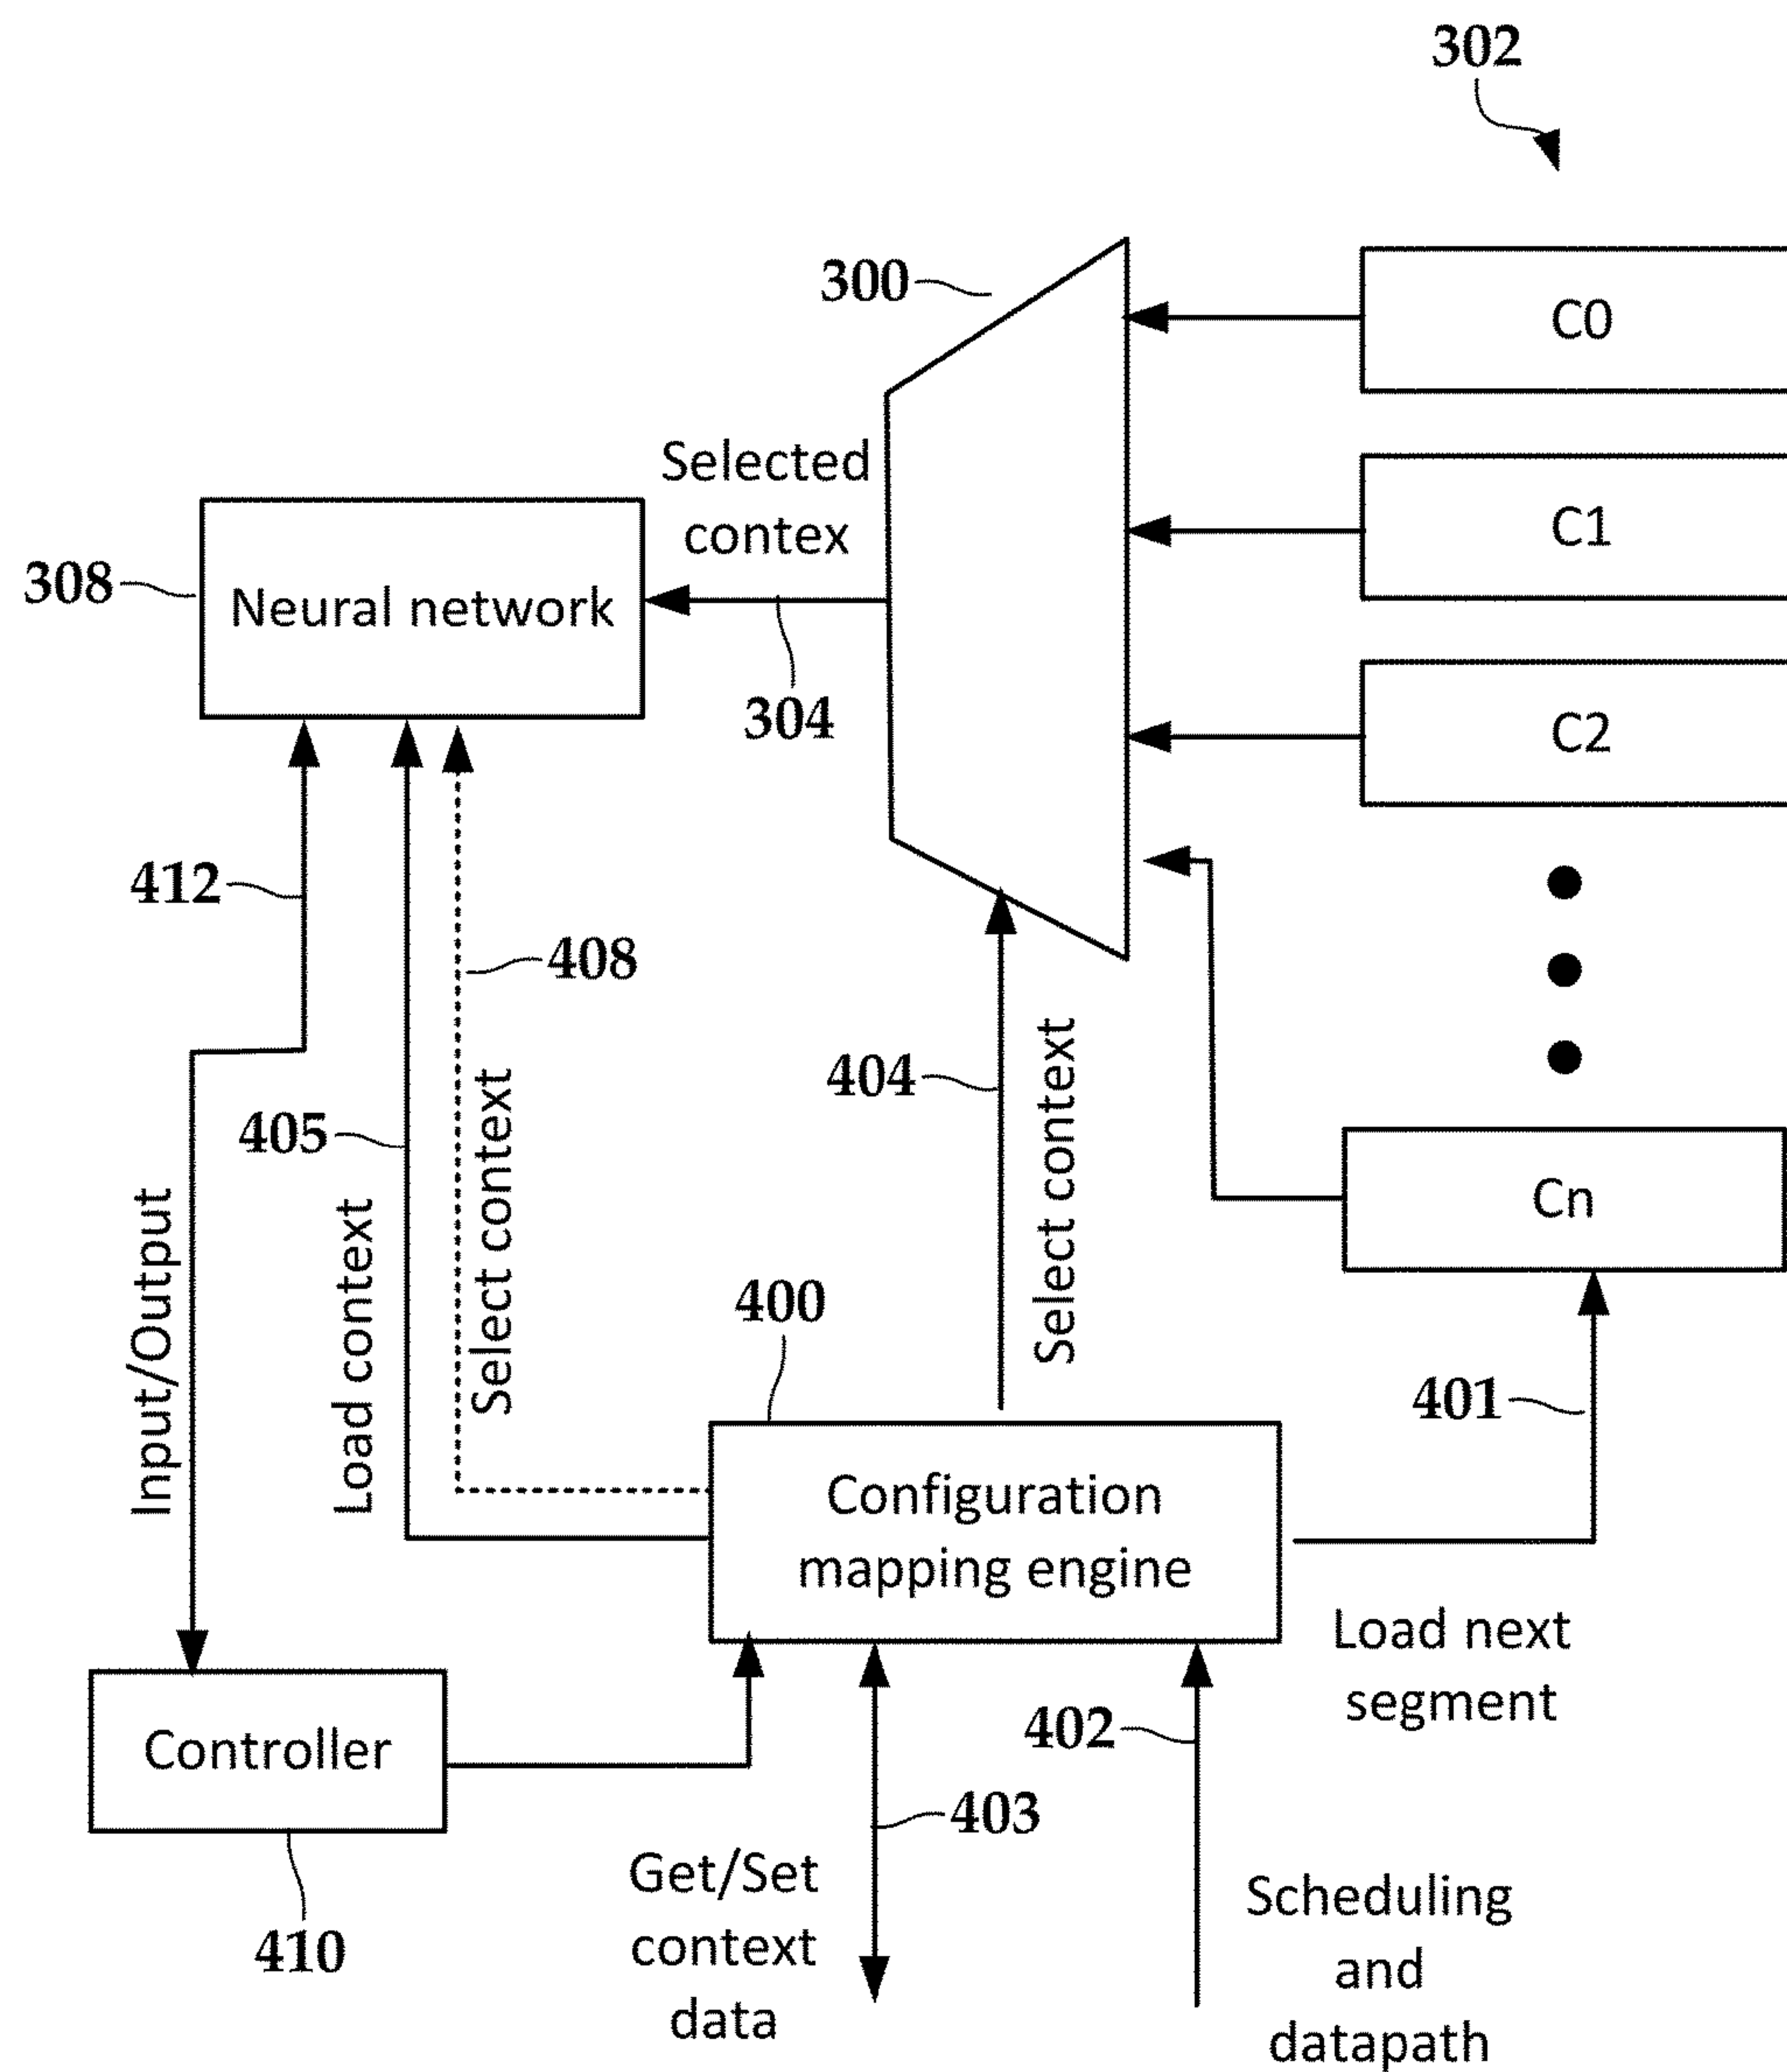 302
300
C0
Selected
contex
C1
308
Neural network
304
C2
412
408
404
Select context
405
Select context
Cn
Input/Output
Load context
400
401
Configuration
mapping engine
Load next
segment
402
Controller
403
Get/Set
context
data
Scheduling
and
datapath
410